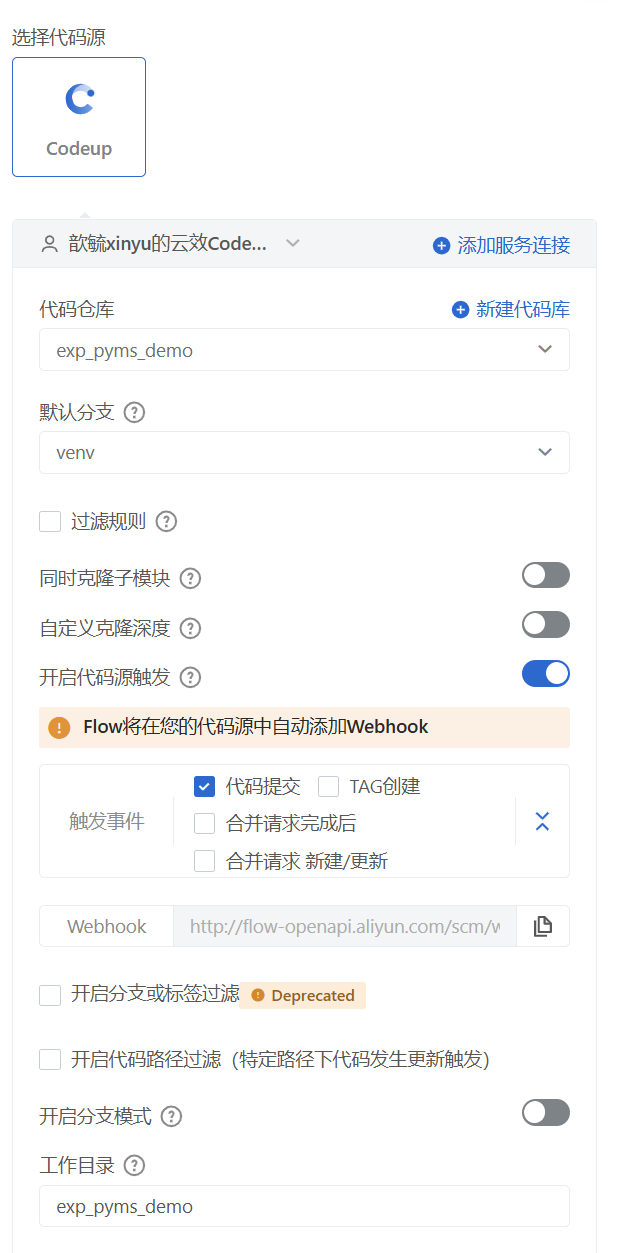 选择代码源
Codeup
歆毓xinyu的云效Code...
添加服务连接
代码仓库
新建代码库
exp_pyms_demo
默认分支
venv
过滤规则
同时克隆子模块
自定义克隆深度
开启代码源触发
Flow将在您的代码源中自动添加Webhook
触发事件
代码提交 TAG创建
合并请求完成后
合并请求 新建/更新
Webhook http://flow-openapi.aliyun.com/scm/w
开启分支或标签过滤 Deprecated
开启代码路径过滤（特定路径下代码发生更新触发）
开启分支模式
工作目录
exp_pyms_demo